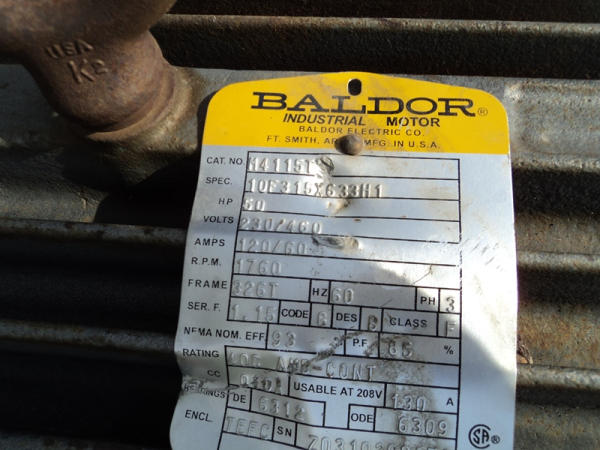 USA
K2
BALDOR®
INDUSTRIAL MOTOR
BALDOR ELECTRIC CO.
FT. SMITH, MFG. IN U.S.A.
CAT. NO. M4115T
SPEC. 10F315X633H1
HP 50
VOLTS 230/460
AMPS 120/60
R.P.M. 1760
FRAME 326T HZ 60 PH 3
SER. F. 1.15 CODE G DES B CLASS F
NEMA NOM. EFF. 93 P.F. 85 %
RATING 40C AMB-CONT
CC USABLE AT 208V 130 A
DE 6312 ODE 6309
ENCL. TEFC SN
SA